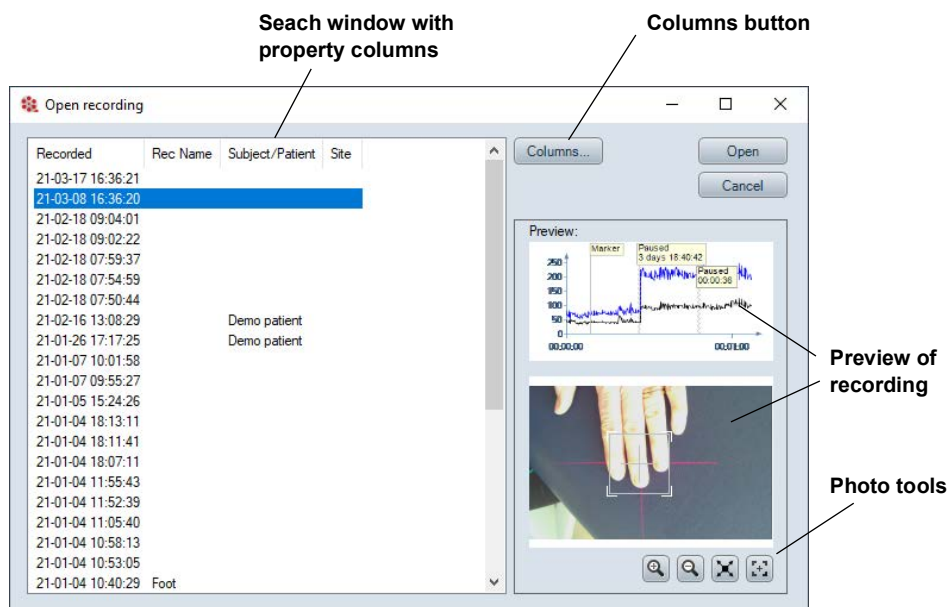 Seach window with
property columns
Columns button
Open recording
Recorded Rec Name Subject/Patient Site
21-03-17 16:36:21
21-03-08 16:36:20
21-02-18 09:04:01
21-02-18 09:02:22
21-02-18 07:59:37
21-02-18 07:54:59
21-02-18 07:50:44
21-02-16 13:08:29 Demo patient
21-01-26 17:17:25 Demo patient
21-01-07 10:01:58
21-01-07 09:55:27
21-01-05 15:24:26
21-01-04 18:13:11
21-01-04 18:11:41
21-01-04 18:07:11
21-01-04 11:55:43
21-01-04 11:52:39
21-01-04 11:05:40
21-01-04 10:58:13
21-01-04 10:53:05
21-01-04 10:40:29 Foot
Columns...
Open
Cancel
Preview:
Marker
Paused
3 days 18:40:42
Paused
00:00:36
250
200
150
100
50
0
00:00:00 00:01:00
Preview of
recording
Photo tools